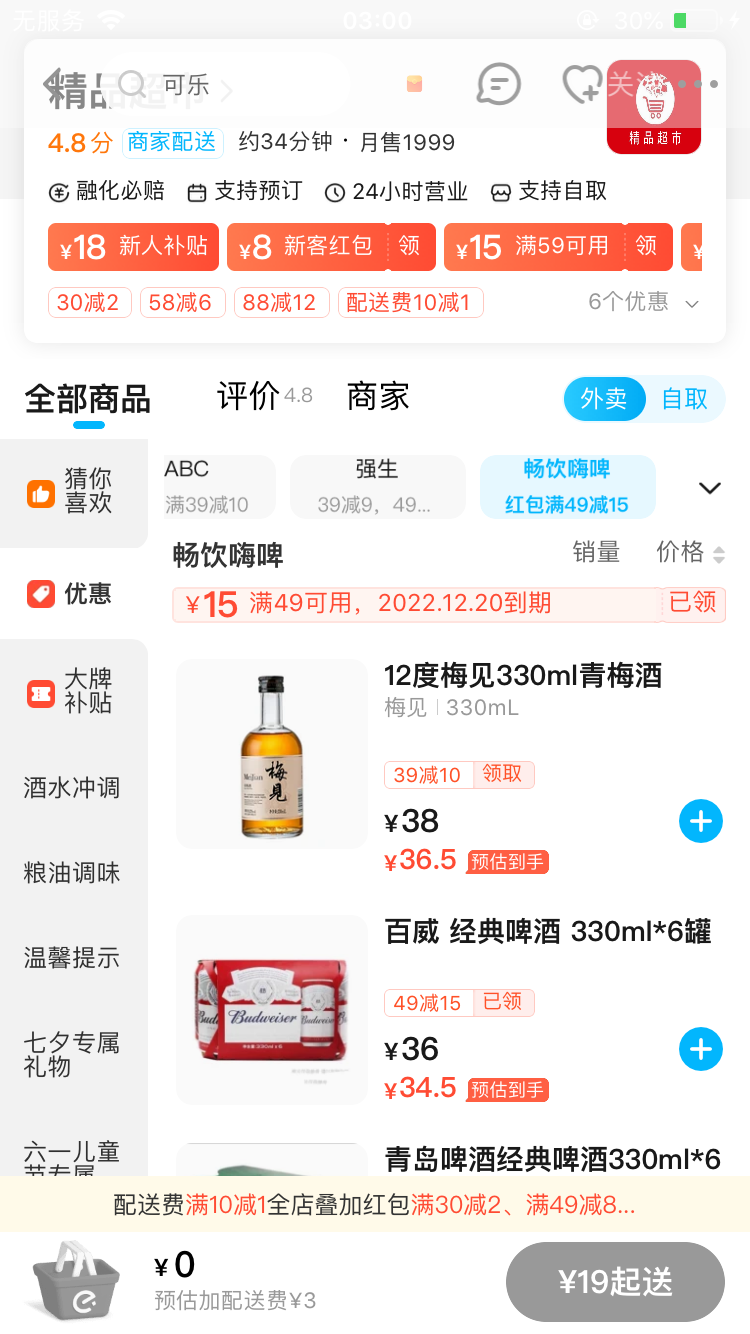 无服务 03:00 30%
精品超市 可乐 关注
4.8分 商家配送 约34分钟 · 月售1999
精品超市
融化必赔 支持预订 24小时营业 支持自取
¥18 新人补贴 ¥8 新客红包 领 ¥15 满59可用 领 ¥
30减2 58减6 88减12 配送费10减1 6个优惠
全部商品 评价4.8 商家 外卖 自取
猜你喜欢
优惠
大牌补贴
酒水冲调
粮油调味
温馨提示
七夕专属礼物
六一儿童节专属
ABC 强生 畅饮嗨啤
满39减10 39减9，49... 红包满49减15
畅饮嗨啤 销量 价格
¥15 满49可用，2022.12.20到期 已领
梅見
12度梅见330ml青梅酒
梅见 | 330mL
39减10 领取
¥38
¥36.5 预估到手
Budweiser
百威 经典啤酒 330ml*6罐
49减15 已领
¥36
¥34.5 预估到手
青岛啤酒经典啤酒330ml*6
配送费满10减1全店叠加红包满30减2、满49减8...
¥0
预估加配送费¥3
¥19起送